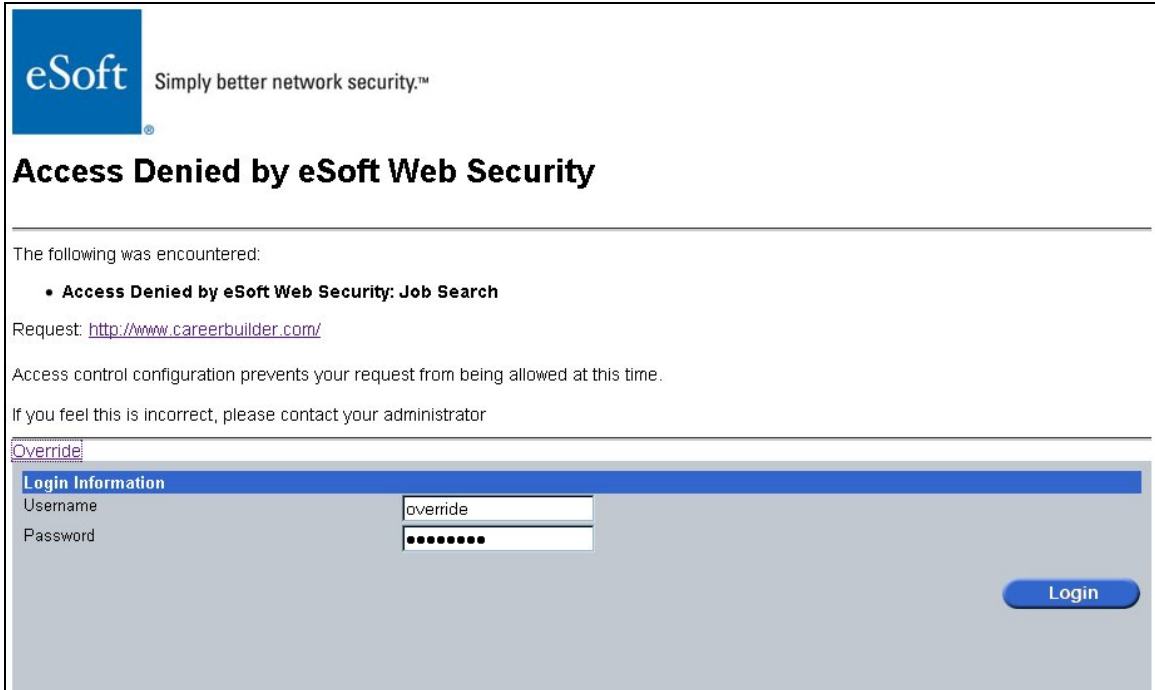 eSoft
Simply better network security.™
®
Access Denied by eSoft Web Security
The following was encountered:
• Access Denied by eSoft Web Security: Job Search
Request: http://www.careerbuilder.com/
Access control configuration prevents your request from being allowed at this time.
If you feel this is incorrect, please contact your administrator
Override
Login Information
Username override
Password ••••••••
Login